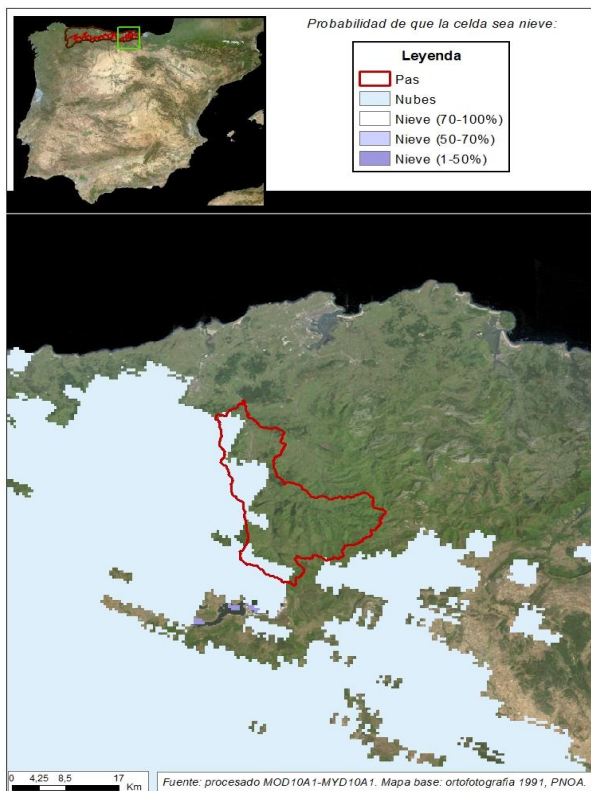 Probabilidad de que la celda sea nieve:
Leyenda
Pas
Nubes
Nieve (70-100%)
Nieve (50-70%)
Nieve (1-50%)
0 4,25 8,5 17
Km
Fuente: procesado MOD10A1-MYD10A1. Mapa base: ortofotografía 1991, PNOA.